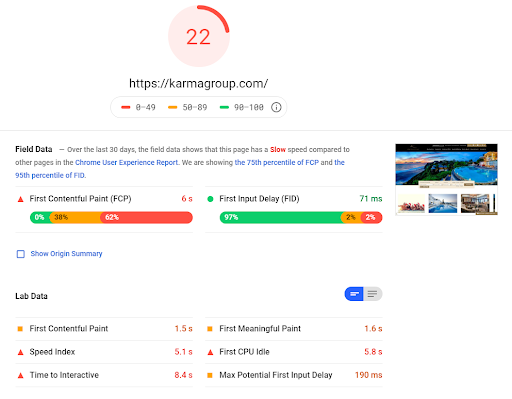 22
https://karmagroup.com/
0–49 50–89 90–100
Field Data — Over the last 30 days, the field data shows that this page has a Slow speed compared to
other pages in the Chrome User Experience Report. We are showing the 75th percentile of FCP and the
95th percentile of FID.
First Contentful Paint (FCP) 6 s
0% 38% 62%
First Input Delay (FID) 71 ms
97% 2% 2%
Show Origin Summary
Lab Data
First Contentful Paint 1.5 s
First Meaningful Paint 1.6 s
Speed Index 5.1 s
First CPU Idle 5.8 s
Time to Interactive 8.4 s
Max Potential First Input Delay 190 ms